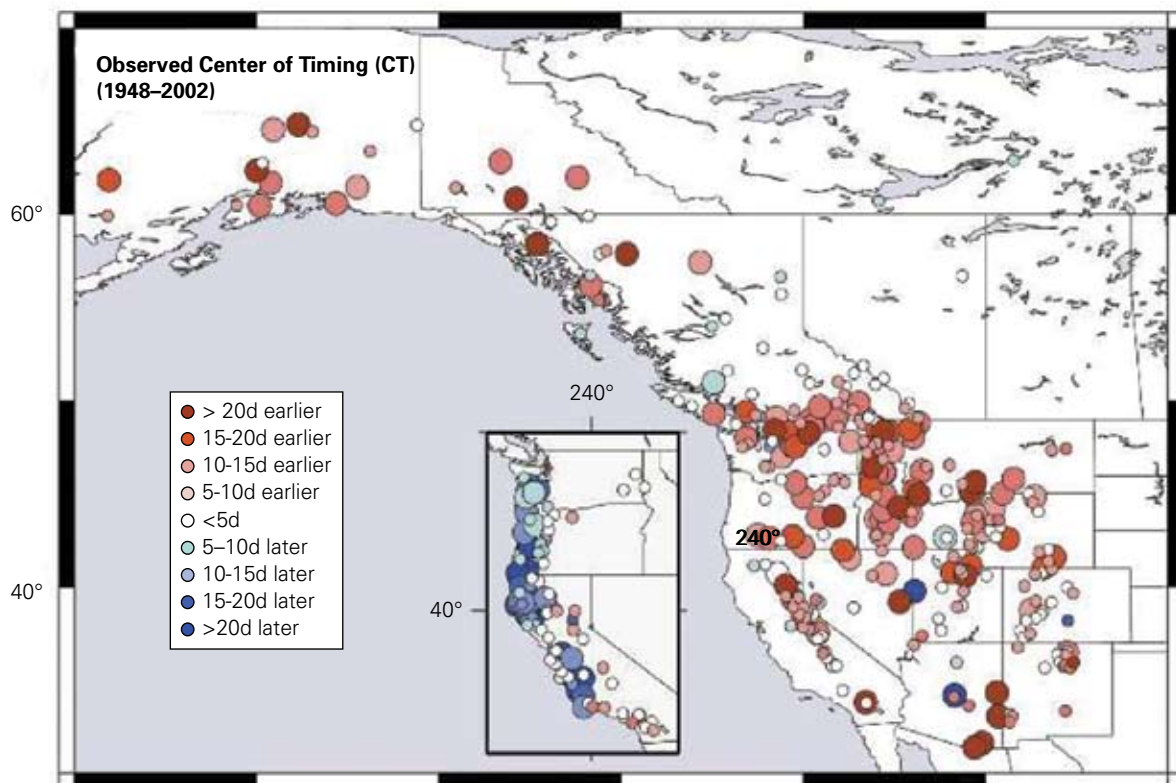 Observed Center of Timing (CT)
(1948–2002)
60°
240°
> 20d earlier
15-20d earlier
10-15d earlier
5-10d earlier
<5d
5–10d later
10-15d later
15-20d later
>20d later
240°
40°
40°